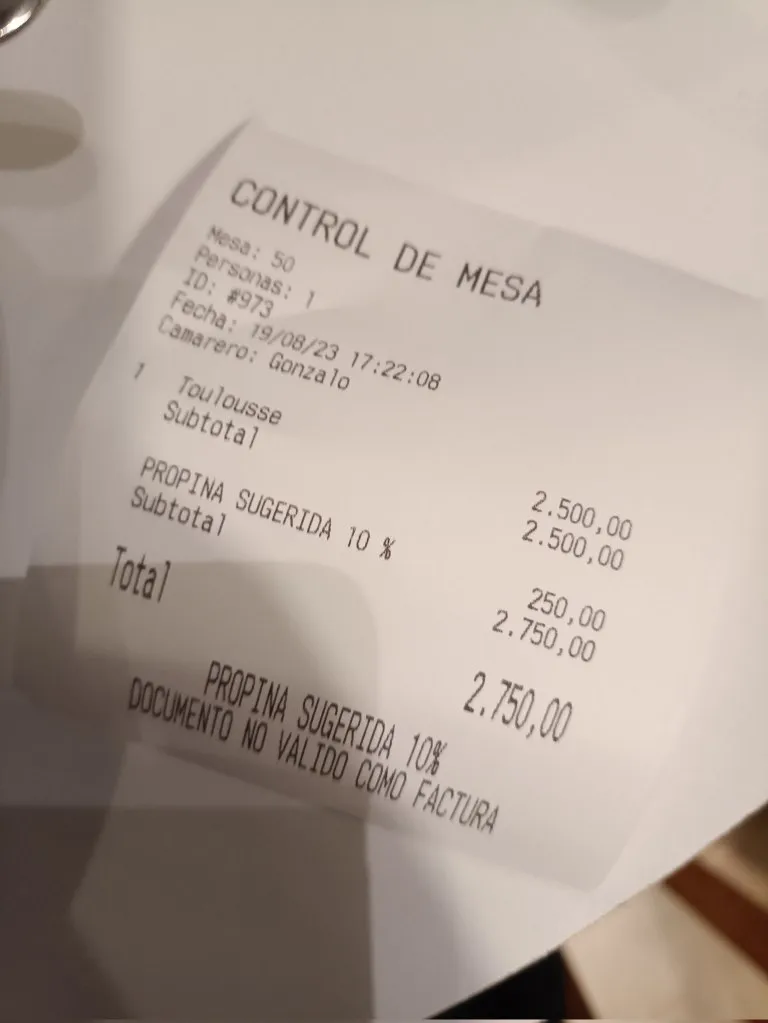 CONTROL DE MESA
Mesa: 50
Personas: 1
ID: #973
Fecha: 19/08/23 17:22:08
Camarero: Gonzalo
1 Toulousse 2.500,00
Subtotal 2.500,00
PROPINA SUGERIDA 10 % 250,00
Subtotal 2.750,00
Total 2.750,00
PROPINA SUGERIDA 10%
DOCUMENTO NO VALIDO COMO FACTURA